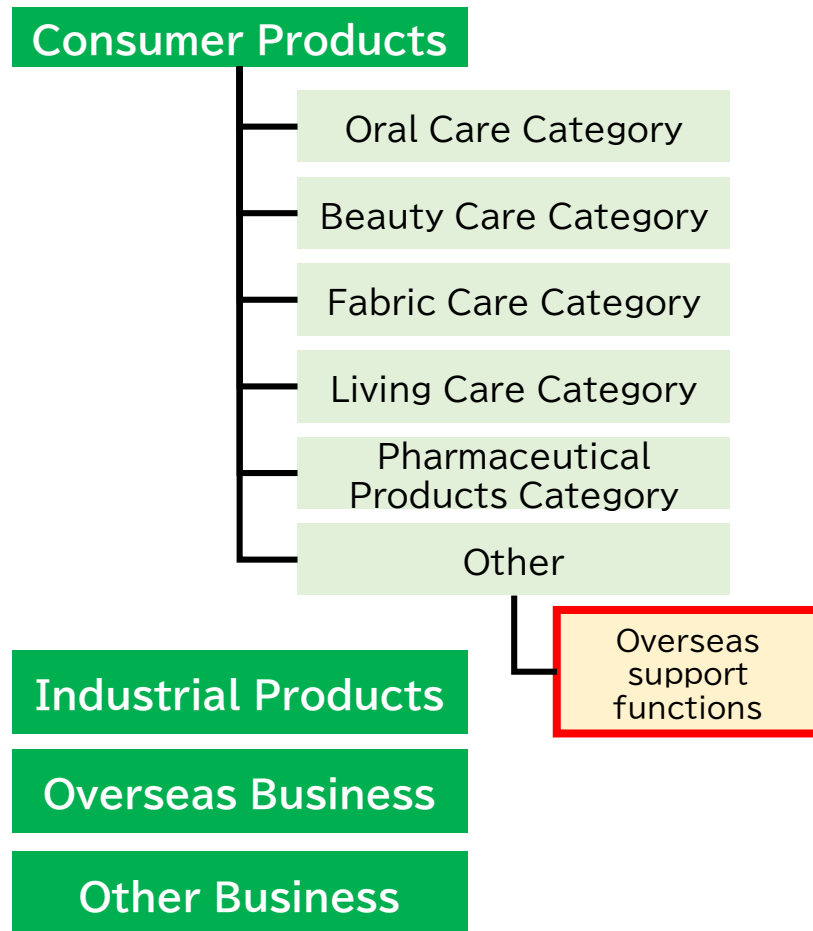 Consumer Products
Oral Care Category
Beauty Care Category
Fabric Care Category
Living Care Category
Pharmaceutical
Products Category
Other
Overseas
support
functions
Industrial Products
Overseas Business
Other Business